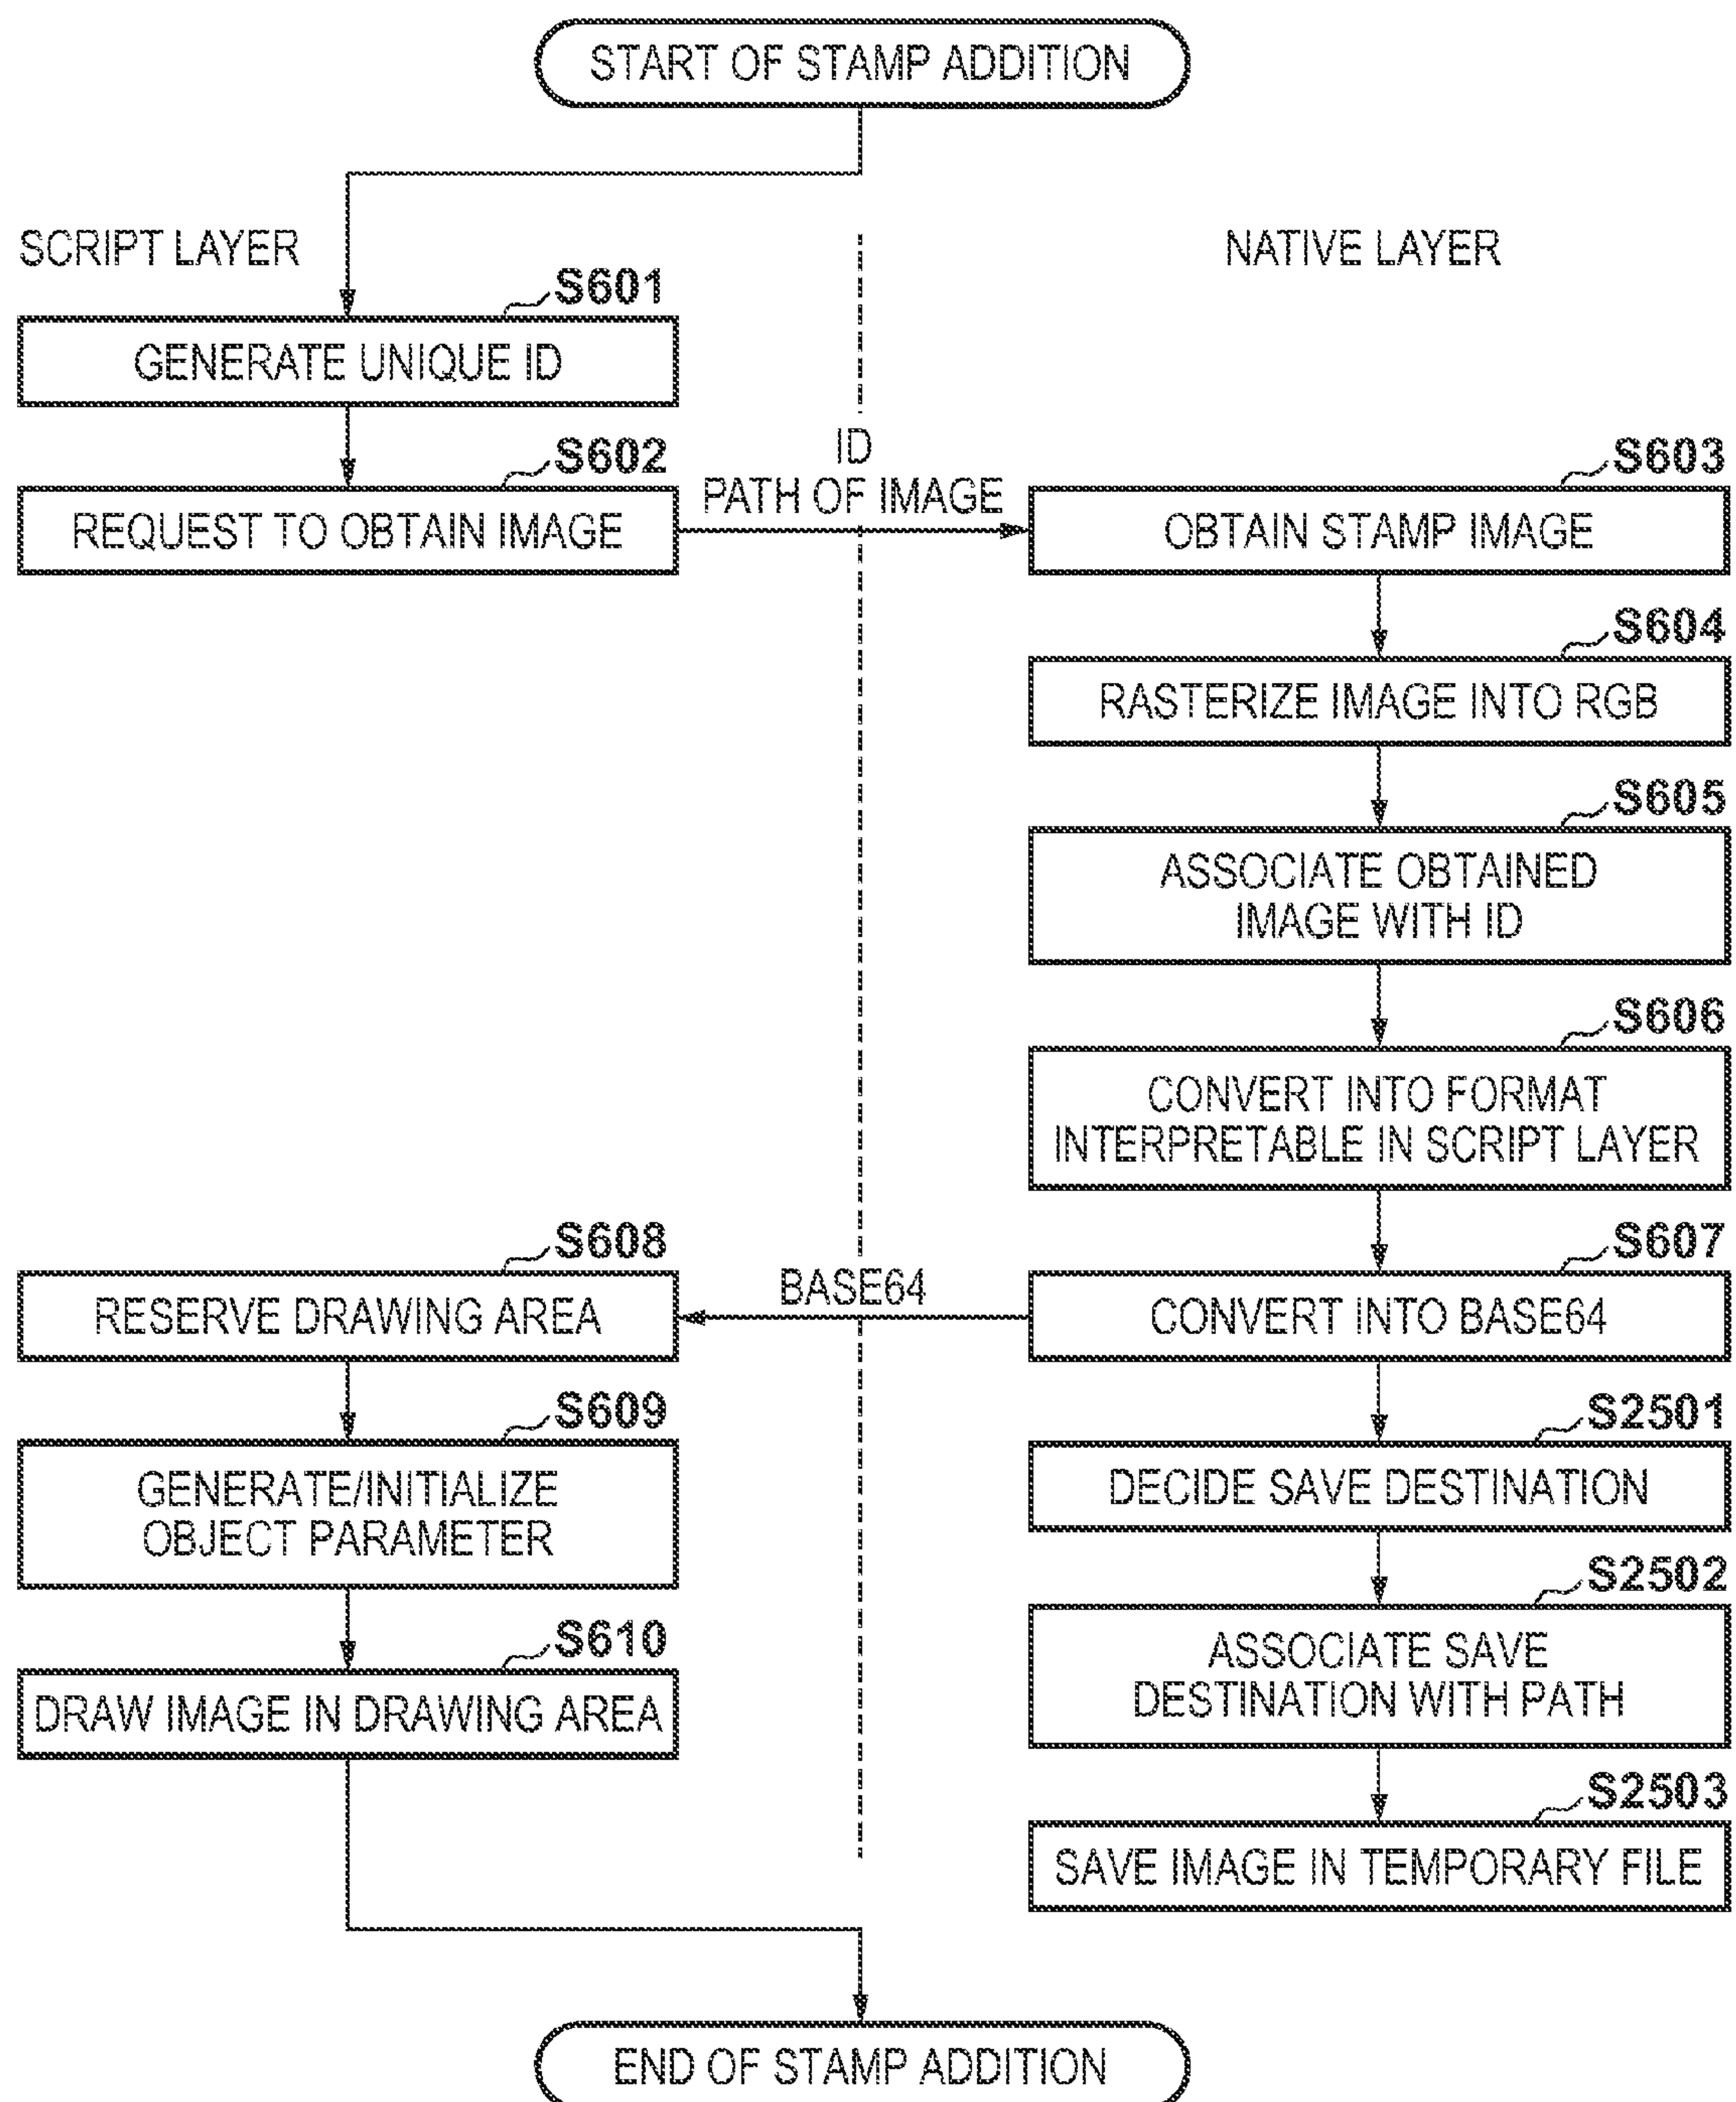 START OF STAMP ADDITION
SCRIPT LAYER
NATIVE LAYER
S601
GENERATE UNIQUE ID
S602
REQUEST TO OBTAIN IMAGE
ID
PATH OF IMAGE
S603
OBTAIN STAMP IMAGE
S604
RASTERIZE IMAGE INTO RGB
S605
ASSOCIATE OBTAINED
IMAGE WITH ID
S606
CONVERT INTO FORMAT
INTERPRETABLE IN SCRIPT LAYER
S607
CONVERT INTO BASE64
BASE64
S608
RESERVE DRAWING AREA
S609
GENERATE/INITIALIZE
OBJECT PARAMETER
S610
DRAW IMAGE IN DRAWING AREA
S2501
DECIDE SAVE DESTINATION
S2502
ASSOCIATE SAVE
DESTINATION WITH PATH
S2503
SAVE IMAGE IN TEMPORARY FILE
END OF STAMP ADDITION